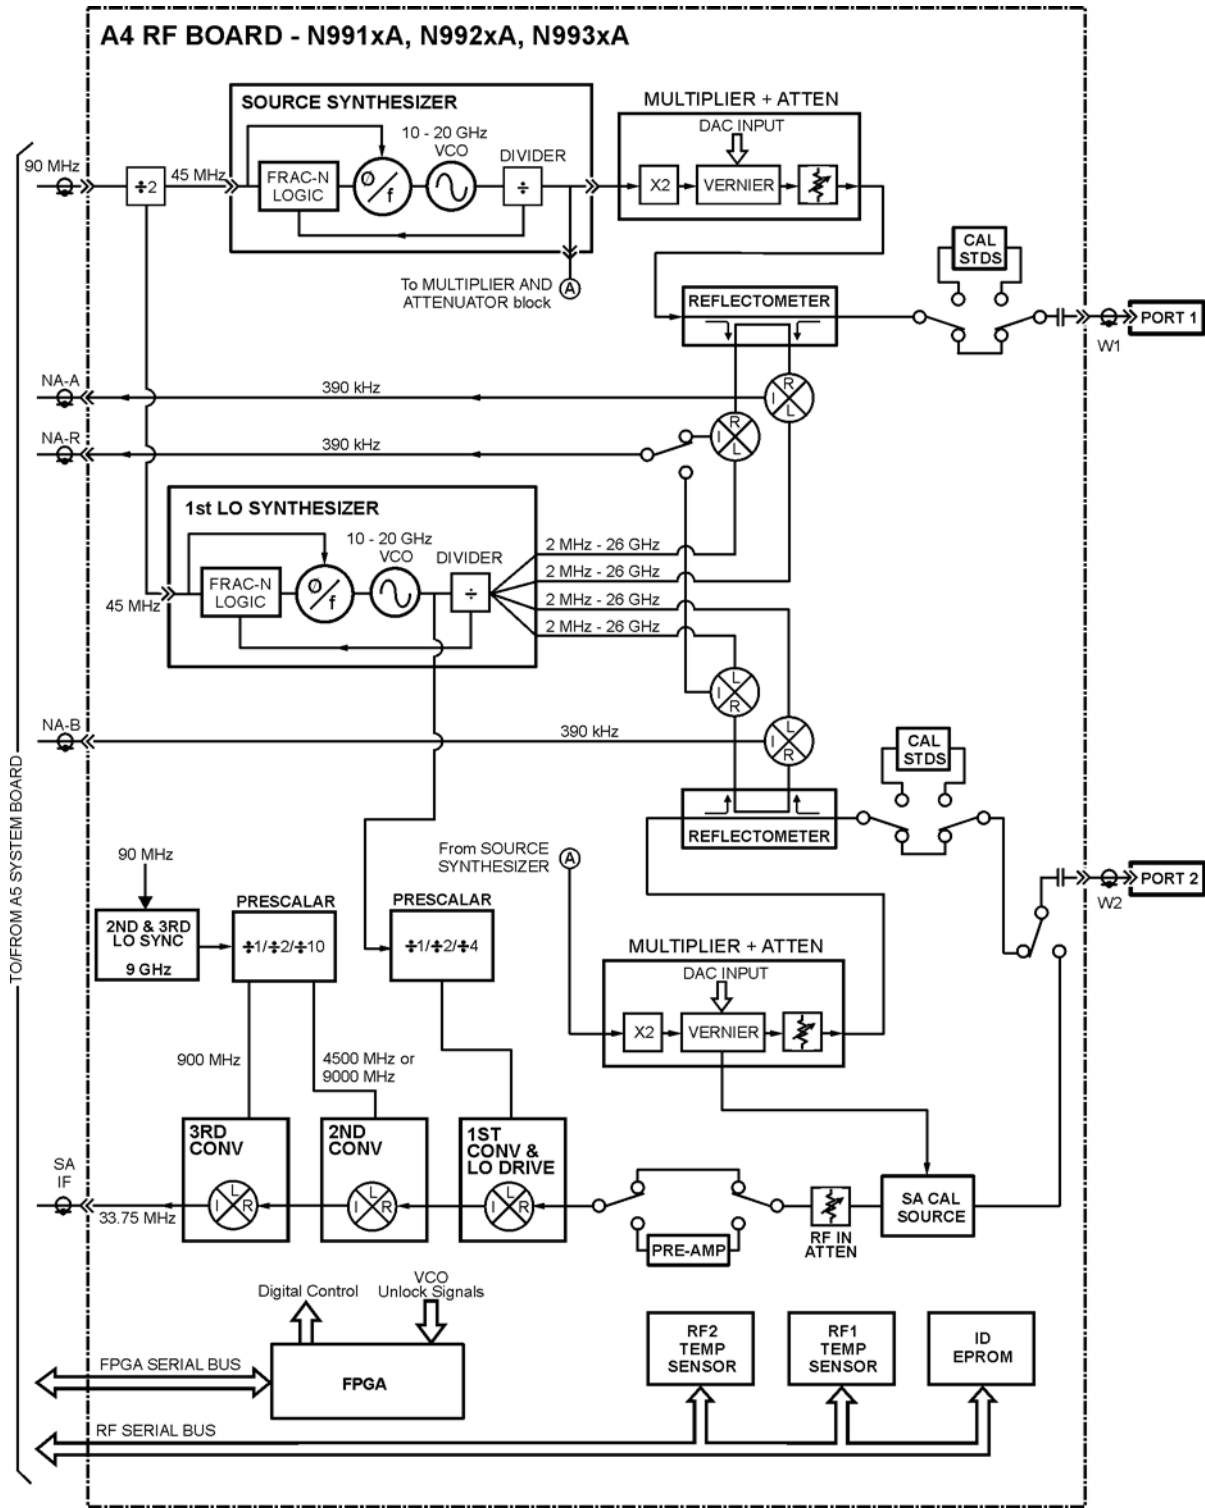 A4 RF BOARD - N991xA, N992xA, N993xA
SOURCE SYNTHESIZER
10 - 20 GHz
VCO
DIVIDER
FRAC-N
LOGIC
Ø
f
÷
90 MHz
÷2
45 MHz
MULTIPLIER + ATTEN
DAC INPUT
X2
VERNIER
To MULTIPLIER AND
ATTENUATOR block
A
REFLECTOMETER
CAL
STDS
PORT 1
W1
NA-A
390 kHz
R
I
L
NA-R
390 kHz
R
I
L
1st LO SYNTHESIZER
10 - 20 GHz
VCO
DIVIDER
FRAC-N
LOGIC
Ø
f
÷
45 MHz
2 MHz - 26 GHz
2 MHz - 26 GHz
2 MHz - 26 GHz
2 MHz - 26 GHz
L
I
R
NA-B
390 kHz
L
I
R
CAL
STDS
REFLECTOMETER
TO/FROM A5 SYSTEM BOARD
From SOURCE
SYNTHESIZER
A
PORT 2
W2
90 MHz
2ND & 3RD
LO SYNC
9 GHz
PRESCALAR
÷1/÷2/÷10
PRESCALAR
÷1/÷2/÷4
MULTIPLIER + ATTEN
DAC INPUT
X2
VERNIER
900 MHz
4500 MHz or
9000 MHz
3RD
CONV
L
I
R
2ND
CONV
L
I
R
1ST
CONV &
LO DRIVE
L
I
R
SA
IF
33.75 MHz
PRE-AMP
RF IN
ATTEN
SA CAL
SOURCE
Digital Control
VCO
Unlock Signals
FPGA SERIAL BUS
FPGA
RF2
TEMP
SENSOR
RF1
TEMP
SENSOR
ID
EPROM
RF SERIAL BUS